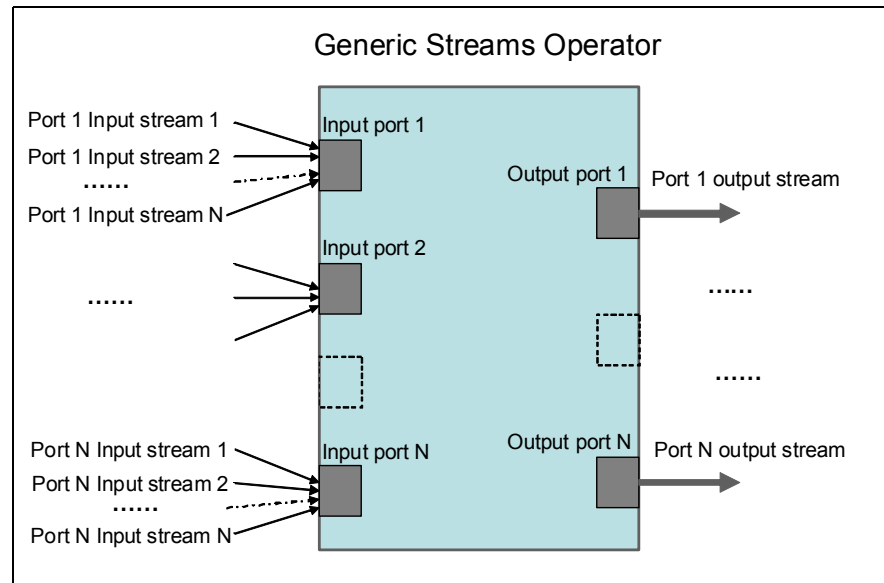 Generic Streams Operator
Port 1 Input stream 1
Port 1 Input stream 2
......
Port 1 Input stream N
Input port 1
Output port 1
Port 1 output stream
Input port 2
......
......
......
Port N Input stream 1
Port N Input stream 2
......
Port N Input stream N
Input port N
Output port N
Port N output stream